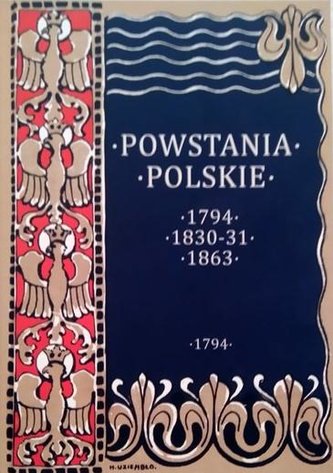 ·POWSTANIA·
·POLSKIE·
·1794·
·1830-31·
·1863·
·1794·
H. UZIEMBŁO.